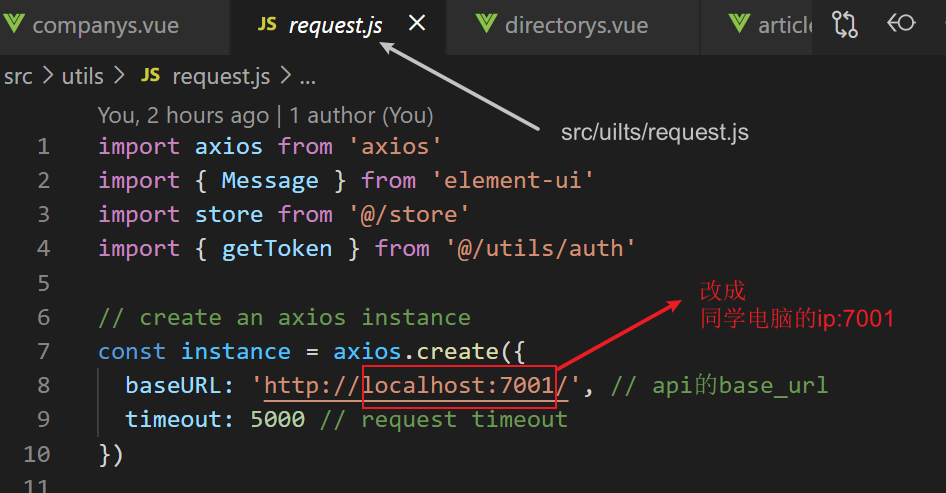 companys.vue
JS request.js
directorys.vue
article
src > utils > JS request.js > ...
src/uilts/request.js
You, 2 hours ago | 1 author (You)
1 import axios from 'axios'
2 import { Message } from 'element-ui'
3 import store from '@/store'
4 import { getToken } from '@/utils/auth'
5
6 // create an axios instance
7 const instance = axios.create({
8 baseURL: 'http://localhost:7001/', // api的base_url
9 timeout: 5000 // request timeout
10 })
11
改成
同学电脑的ip:7001